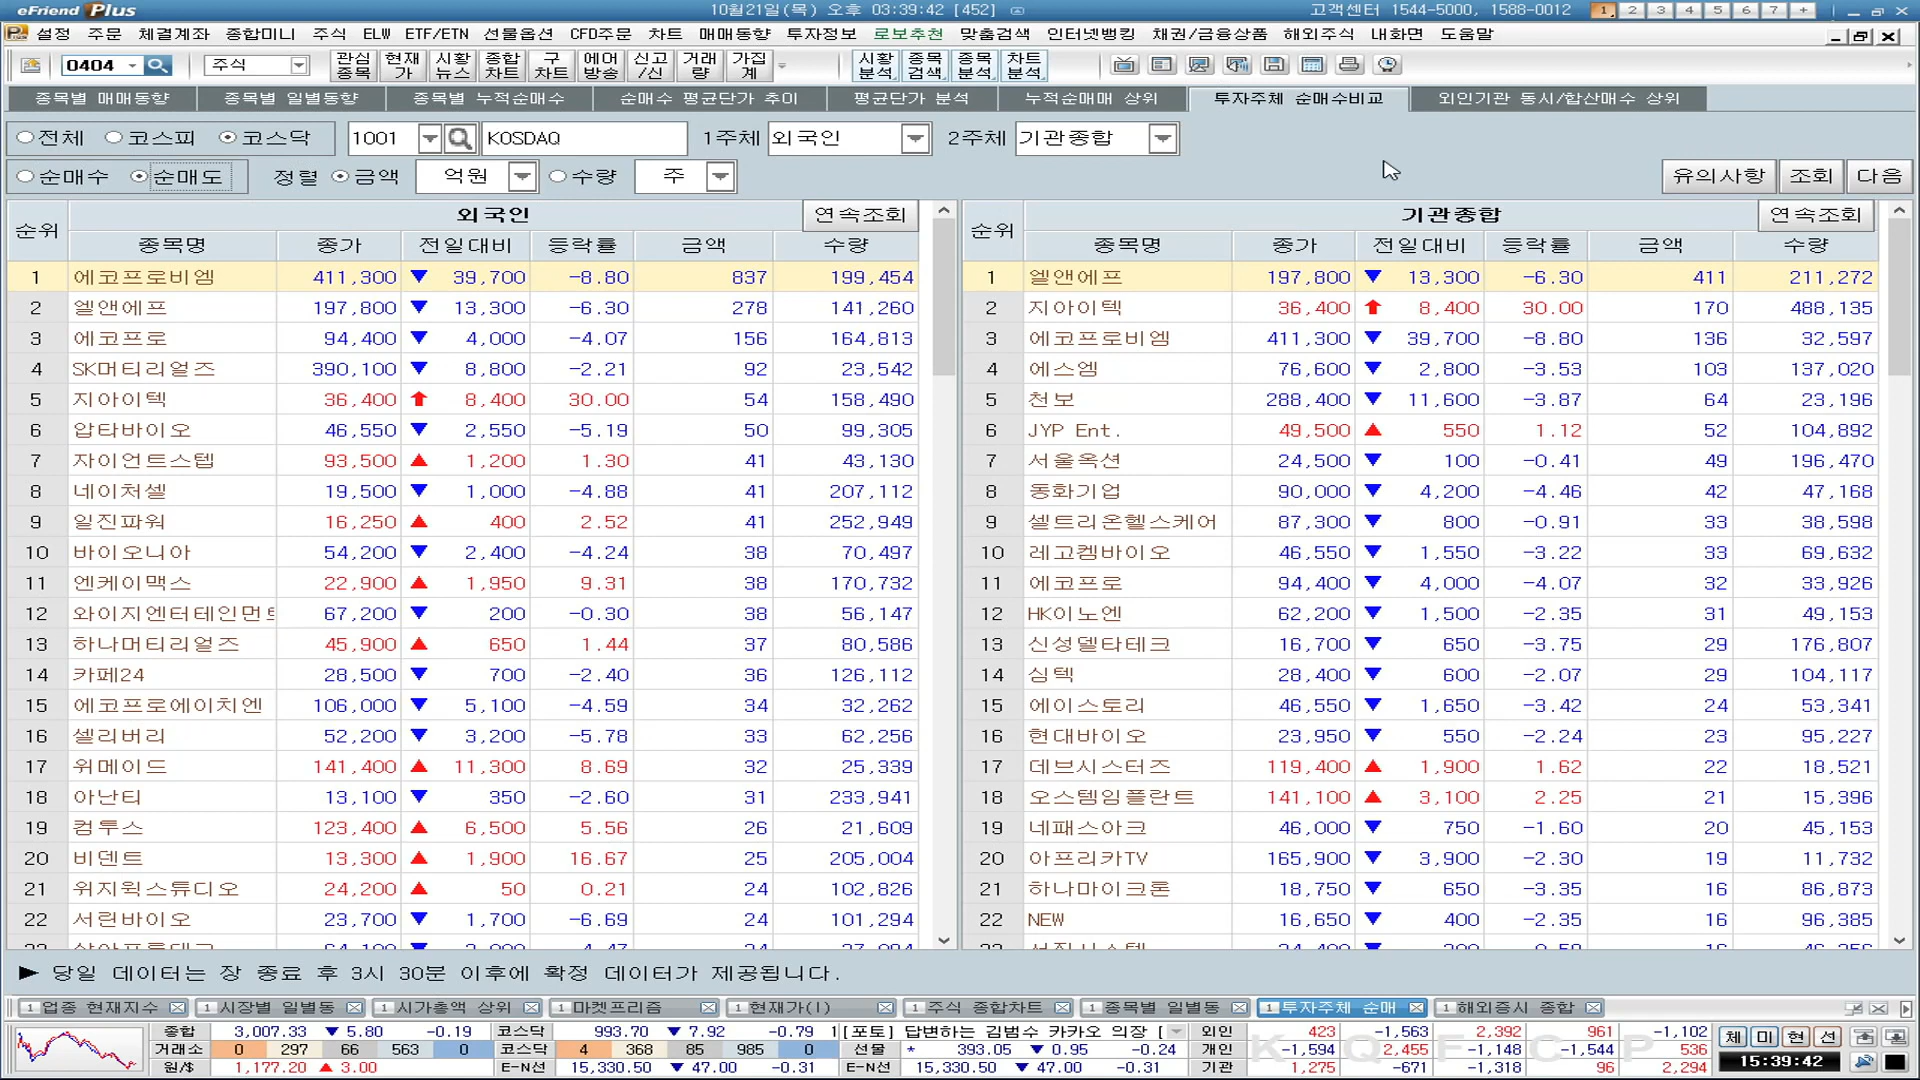 eFriend Plus 10월21일(목) 오후 03:39:42 [452] 고객센터 1544-5000, 1588-0012 1 2 3 4 5 6 7 +
설정 주문 체결계좌 종합미니 주식 ELW ETF/ETN 선물옵션 CFD주문 차트 매매동향 투자정보 로보추천 맞춤검색 인터넷뱅킹 채권/금융상품 해외주식 내화면 도움말
0404 주식 관심종목 현재가 시황뉴스 종합차트 구차트 에어방송 신고/신 거래량 가집계 시황분석 종목검색 종목분석 차트분석
종목별 매매동향 종목별 일별동향 종목별 누적순매수 순매수 평균단가 추이 평균단가 분석 누적순매매 상위 투자주체 순매수비교 외인기관 동시/합산매수 상위
전체 코스피 코스닥 1001 KOSDAQ 1주체 외국인 2주체 기관종합
순매수 순매도 정렬 금액 억원 수량 주 유의사항 조회 다음
순위 외국인 연속조회 순위 기관종합 연속조회
종목명 종가 전일대비 등락률 금액 수량 종목명 종가 전일대비 등락률 금액 수량
1 에코프로비엠 411,300 ▼ 39,700 -8.80 837 199,454 1 엘앤에프 197,800 ▼ 13,300 -6.30 411 211,272
2 엘앤에프 197,800 ▼ 13,300 -6.30 278 141,260 2 지아이텍 36,400 ↑ 8,400 30.00 170 488,135
3 에코프로 94,400 ▼ 4,000 -4.07 156 164,813 3 에코프로비엠 411,300 ▼ 39,700 -8.80 136 32,597
4 SK머티리얼즈 390,100 ▼ 8,800 -2.21 92 23,542 4 에스엠 76,600 ▼ 2,800 -3.53 103 137,020
5 지아이텍 36,400 ↑ 8,400 30.00 54 158,490 5 천보 288,400 ▼ 11,600 -3.87 64 23,196
6 압타바이오 46,550 ▼ 2,550 -5.19 50 99,305 6 JYP Ent. 49,500 ▲ 550 1.12 52 104,892
7 자이언트스텝 93,500 ▲ 1,200 1.30 41 43,130 7 서울옥션 24,500 ▼ 100 -0.41 49 196,470
8 네이처셀 19,500 ▼ 1,000 -4.88 41 207,112 8 동화기업 90,000 ▼ 4,200 -4.46 42 47,168
9 일진파워 16,250 ▲ 400 2.52 41 252,949 9 셀트리온헬스케어 87,300 ▼ 800 -0.91 33 38,598
10 바이오니아 54,200 ▼ 2,400 -4.24 38 70,497 10 레고켐바이오 46,550 ▼ 1,550 -3.22 33 69,632
11 엔케이맥스 22,900 ▲ 1,950 9.31 38 170,732 11 에코프로 94,400 ▼ 4,000 -4.07 32 33,926
12 와이지엔터테인먼트 67,200 ▼ 200 -0.30 38 56,147 12 HK이노엔 62,200 ▼ 1,500 -2.35 31 49,153
13 하나머티리얼즈 45,900 ▲ 650 1.44 37 80,586 13 신성델타테크 16,700 ▼ 650 -3.75 29 176,807
14 카페24 28,500 ▼ 700 -2.40 36 126,112 14 심텍 28,400 ▼ 600 -2.07 29 104,117
15 에코프로에이치엔 106,000 ▼ 5,100 -4.59 34 32,262 15 에이스토리 46,550 ▼ 1,650 -3.42 24 53,341
16 셀리버리 52,200 ▼ 3,200 -5.78 33 62,256 16 현대바이오 23,950 ▼ 550 -2.24 23 95,227
17 위메이드 141,400 ▲ 11,300 8.69 32 25,339 17 데브시스터즈 119,400 ▲ 1,900 1.62 22 18,521
18 아난티 13,100 ▼ 350 -2.60 31 233,941 18 오스템임플란트 141,100 ▲ 3,100 2.25 21 15,396
19 컴투스 123,400 ▲ 6,500 5.56 26 21,609 19 네패스아크 46,000 ▼ 750 -1.60 20 45,153
20 비덴트 13,300 ▲ 1,900 16.67 25 205,004 20 아프리카TV 165,900 ▼ 3,900 -2.30 19 11,732
21 위지윅스튜디오 24,200 ▲ 50 0.21 24 102,826 21 하나마이크론 18,750 ▼ 650 -3.35 16 86,873
22 서린바이오 23,700 ▼ 1,700 -6.69 24 101,294 22 NEW 16,650 ▼ 400 -2.35 16 96,385
▶ 당일 데이터는 장 종료 후 3시 30분 이후에 확정 데이터가 제공됩니다.
1 업종 현재지수 1 시장별 일별동 1 시가총액 상위 1 마켓프리즘 1 현재가(I) 1 주식 종합차트 1 종목별 일별동 1 투자주체 순매 1 해외증시 종합
종합 3,007.33 ▼ 5.80 -0.19 코스닥 993.70 ▼ 7.92 -0.79 1 [포토] 답변하는 김범수 카카오 의장 [ 외인 423 -1,563 2,392 961 -1,102 체 미 현 선
거래소 0 297 66 563 0 코스닥 4 368 85 985 0 선물 * 393.05 ▼ 0.95 -0.24 개인 -1,594 2,455 -1,148 -1,544 536
원/$ 1,177.20 ▲ 3.00 E-N선 15,330.50 ▼ 47.00 -0.31 E-N선 15,330.50 ▼ 47.00 -0.31 기관 1,275 -671 -1,318 96 2,294 15:39:42
K Q F C P